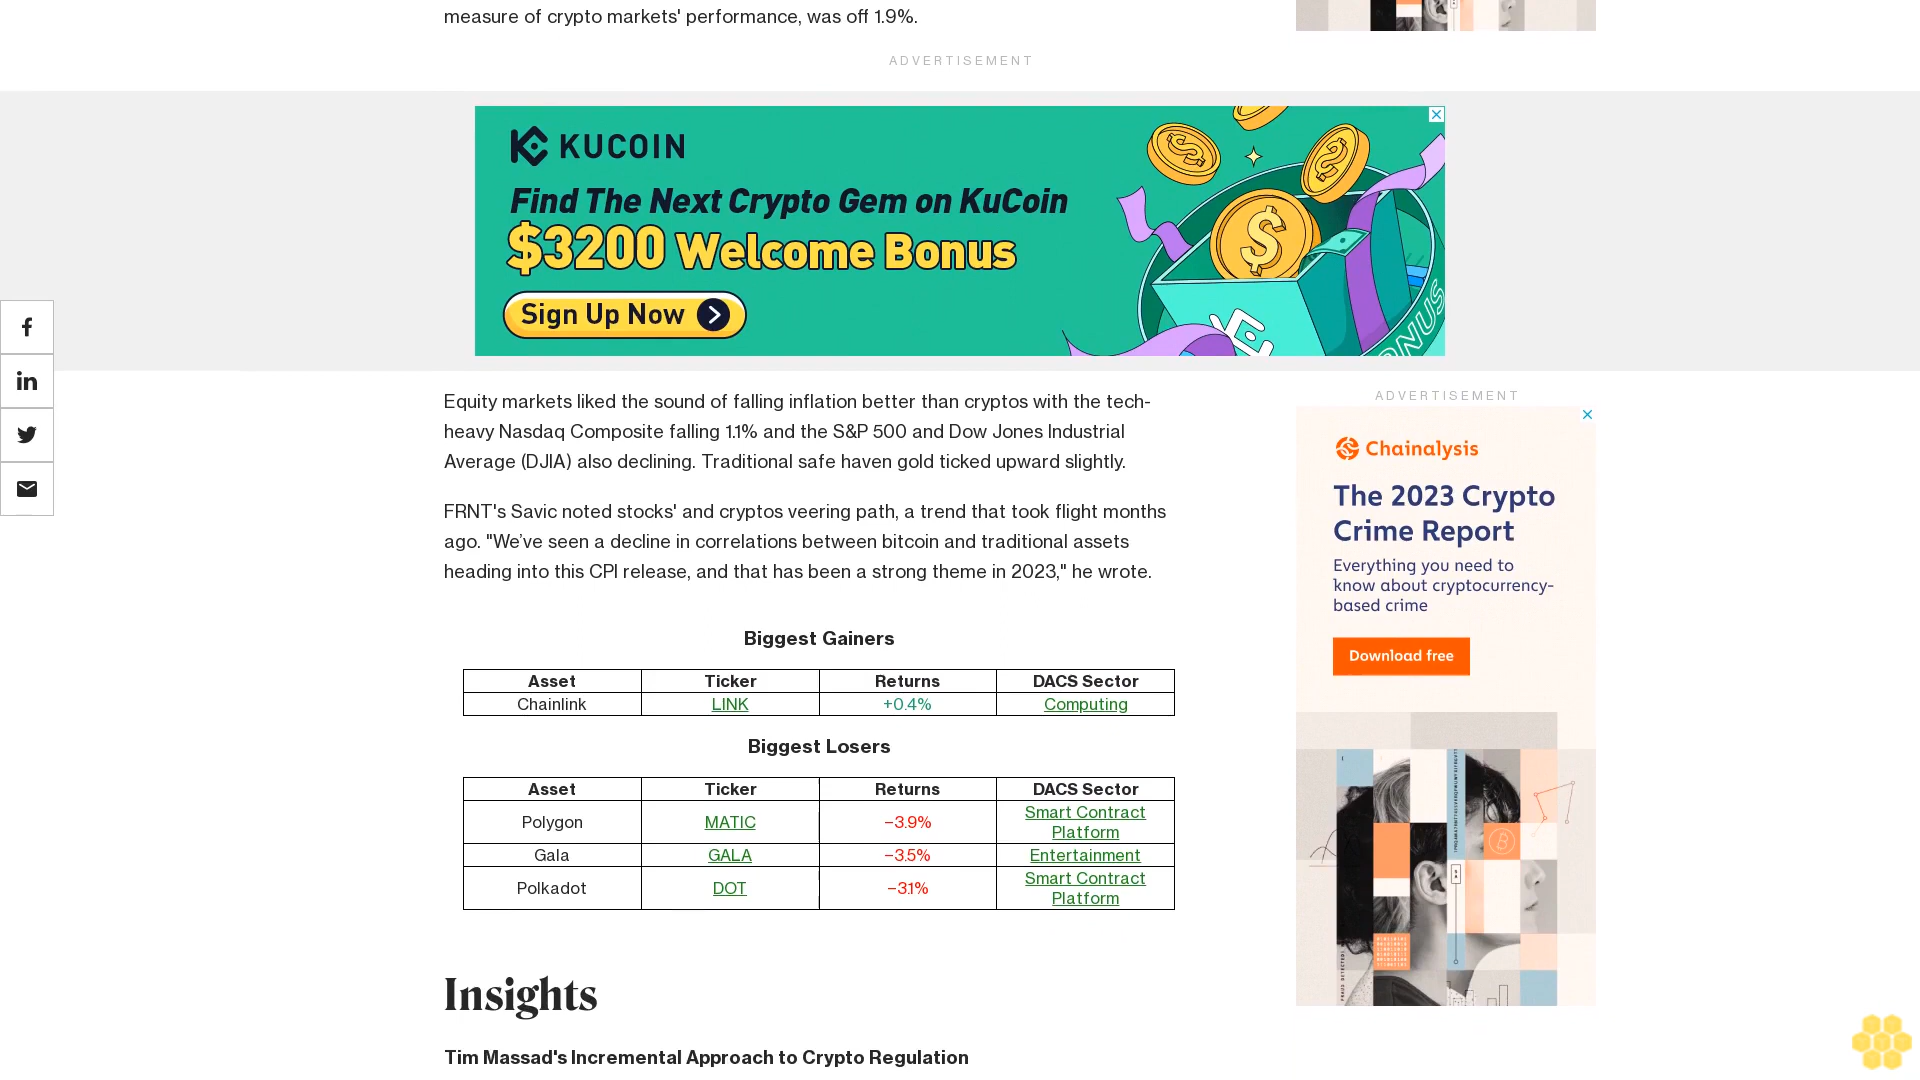 measure of crypto markets' performance, was off 1.9%.
ADVERTISEMENT
KUCOIN
Find The Next Crypto Gem on KuCoin
$3200 Welcome Bonus
Sign Up Now
BONUS
Equity markets liked the sound of falling inflation better than cryptos with the tech-
heavy Nasdaq Composite falling 1.1% and the S&P 500 and Dow Jones Industrial
Average (DJIA) also declining. Traditional safe haven gold ticked upward slightly.
FRNT's Savic noted stocks' and cryptos veering path, a trend that took flight months
ago. "We’ve seen a decline in correlations between bitcoin and traditional assets
heading into this CPI release, and that has been a strong theme in 2023," he wrote.
Biggest Gainers
Asset Ticker Returns DACS Sector
Chainlink LINK +0.4% Computing
Biggest Losers
Asset Ticker Returns DACS Sector
Polygon MATIC −3.9% Smart Contract
Platform
Gala GALA −3.5% Entertainment
Polkadot DOT −3.1% Smart Contract
Platform
Insights
Tim Massad's Incremental Approach to Crypto Regulation
ADVERTISEMENT
Chainalysis
The 2023 Crypto
Crime Report
Everything you need to
know about cryptocurrency-
based crime
Download free